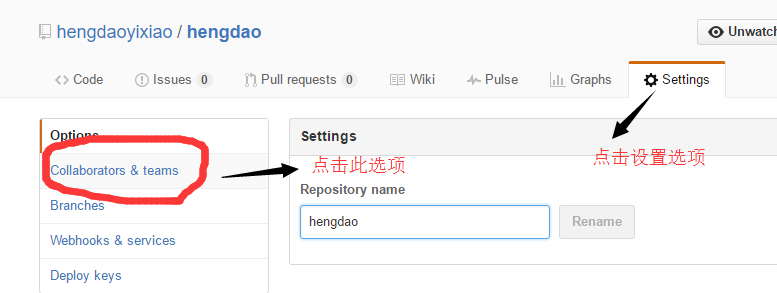 hengdaoyixiao / hengdao
Unwatch
Code
Issues 0
Pull requests 0
Wiki
Pulse
Graphs
Settings
Options
Collaborators & teams
Branches
Webhooks & services
Deploy keys
Settings
点击此选项
点击设置选项
Repository name
hengdao
Rename